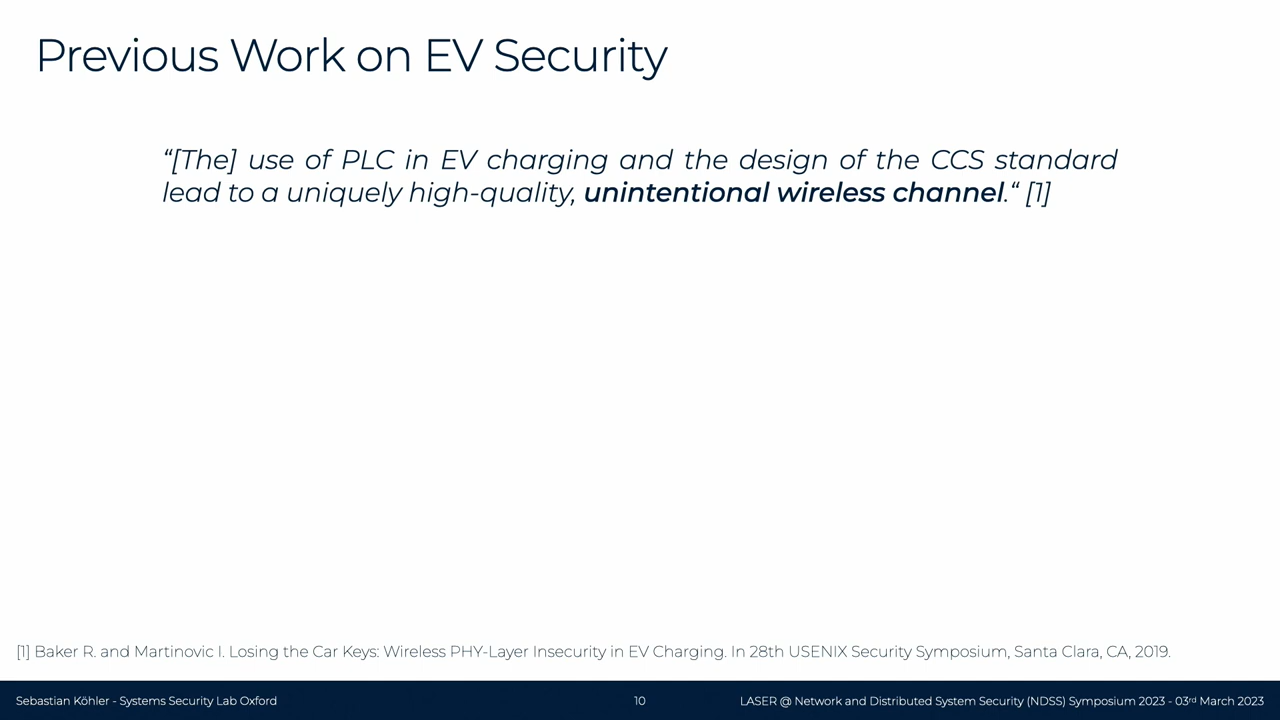 Previous Work on EV Security
“[The] use of PLC in EV charging and the design of the CCS standard
lead to a uniquely high-quality, unintentional wireless channel.“ [1]
[1] Baker R. and Martinovic I. Losing the Car Keys: Wireless PHY-Layer Insecurity in EV Charging. In 28th USENIX Security Symposium, Santa Clara, CA, 2019.
Sebastian Köhler - Systems Security Lab Oxford
10
LASER @ Network and Distributed System Security (NDSS) Symposium 2023 - 03rd March 2023